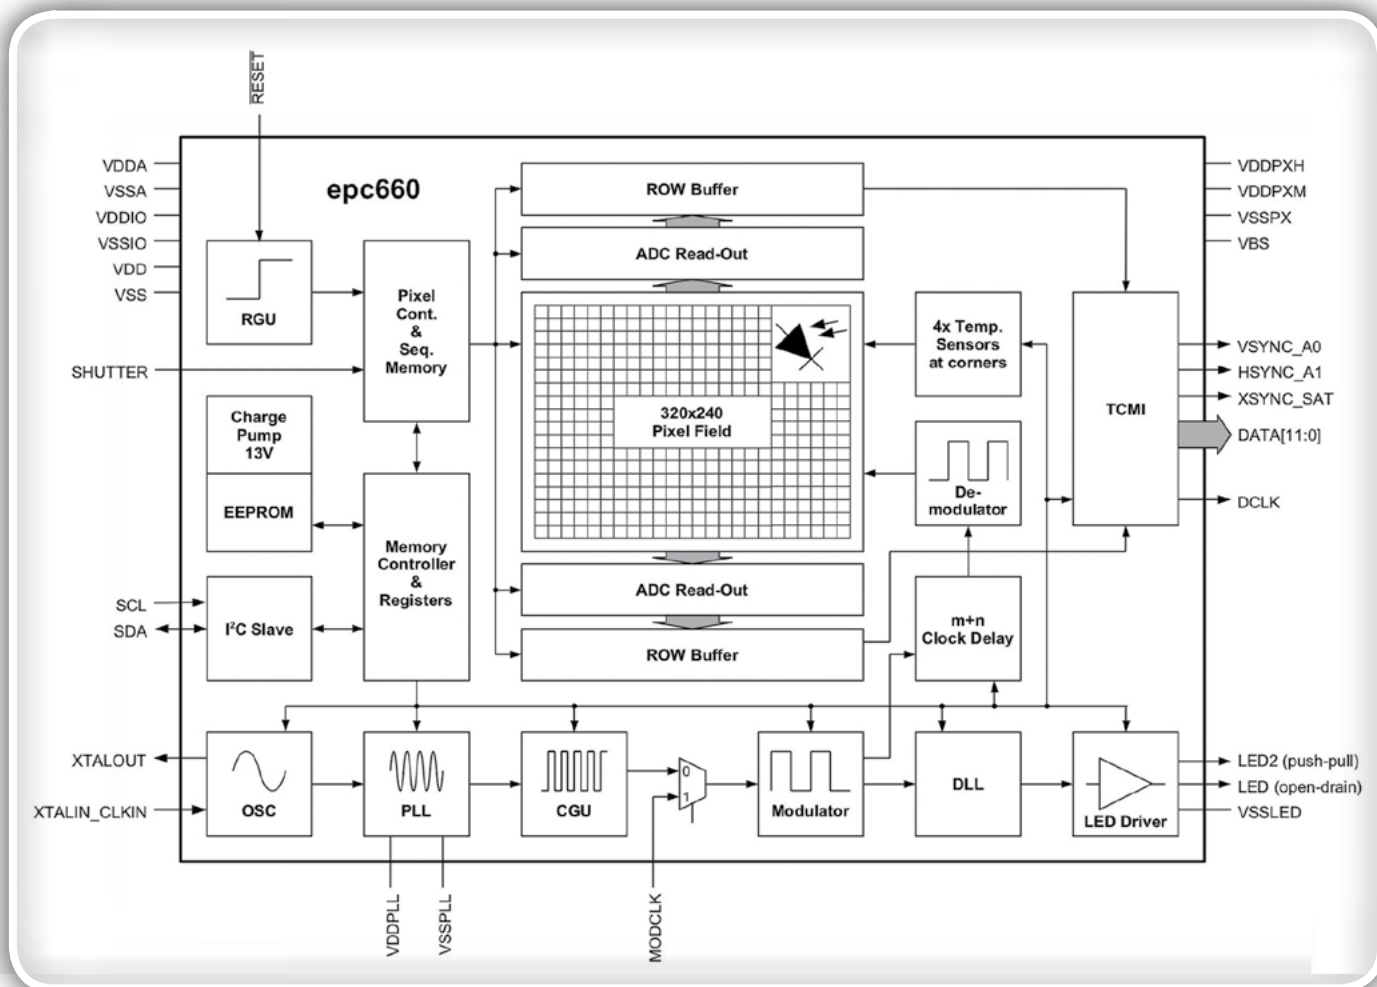 RESET
VDDA
VSSA
VDDIO
VSSIO
VDD
VSS
epc660
ROW Buffer
ADC Read-Out
VDDPXH
VDDPXM
VSSPX
VBS
RGU
Pixel
Cont.
&
Seq.
Memory
4x Temp.
Sensors
at corners
SHUTTER
Charge
Pump
13V
EEPROM
320x240
Pixel Field
TCMI
VSYNC_A0
HSYNC_A1
XSYNC_SAT
DATA[11:0]
DCLK
De-
modulator
Memory
Controller
&
Registers
ADC Read-Out
ROW Buffer
SCL
SDA
I²C Slave
m+n
Clock Delay
XTALOUT
XTALIN_CLKIN
OSC
PLL
CGU
0
1
Modulator
DLL
LED Driver
LED2 (push-pull)
LED (open-drain)
VSSLED
VDDPLL
VSSPLL
MODCLK